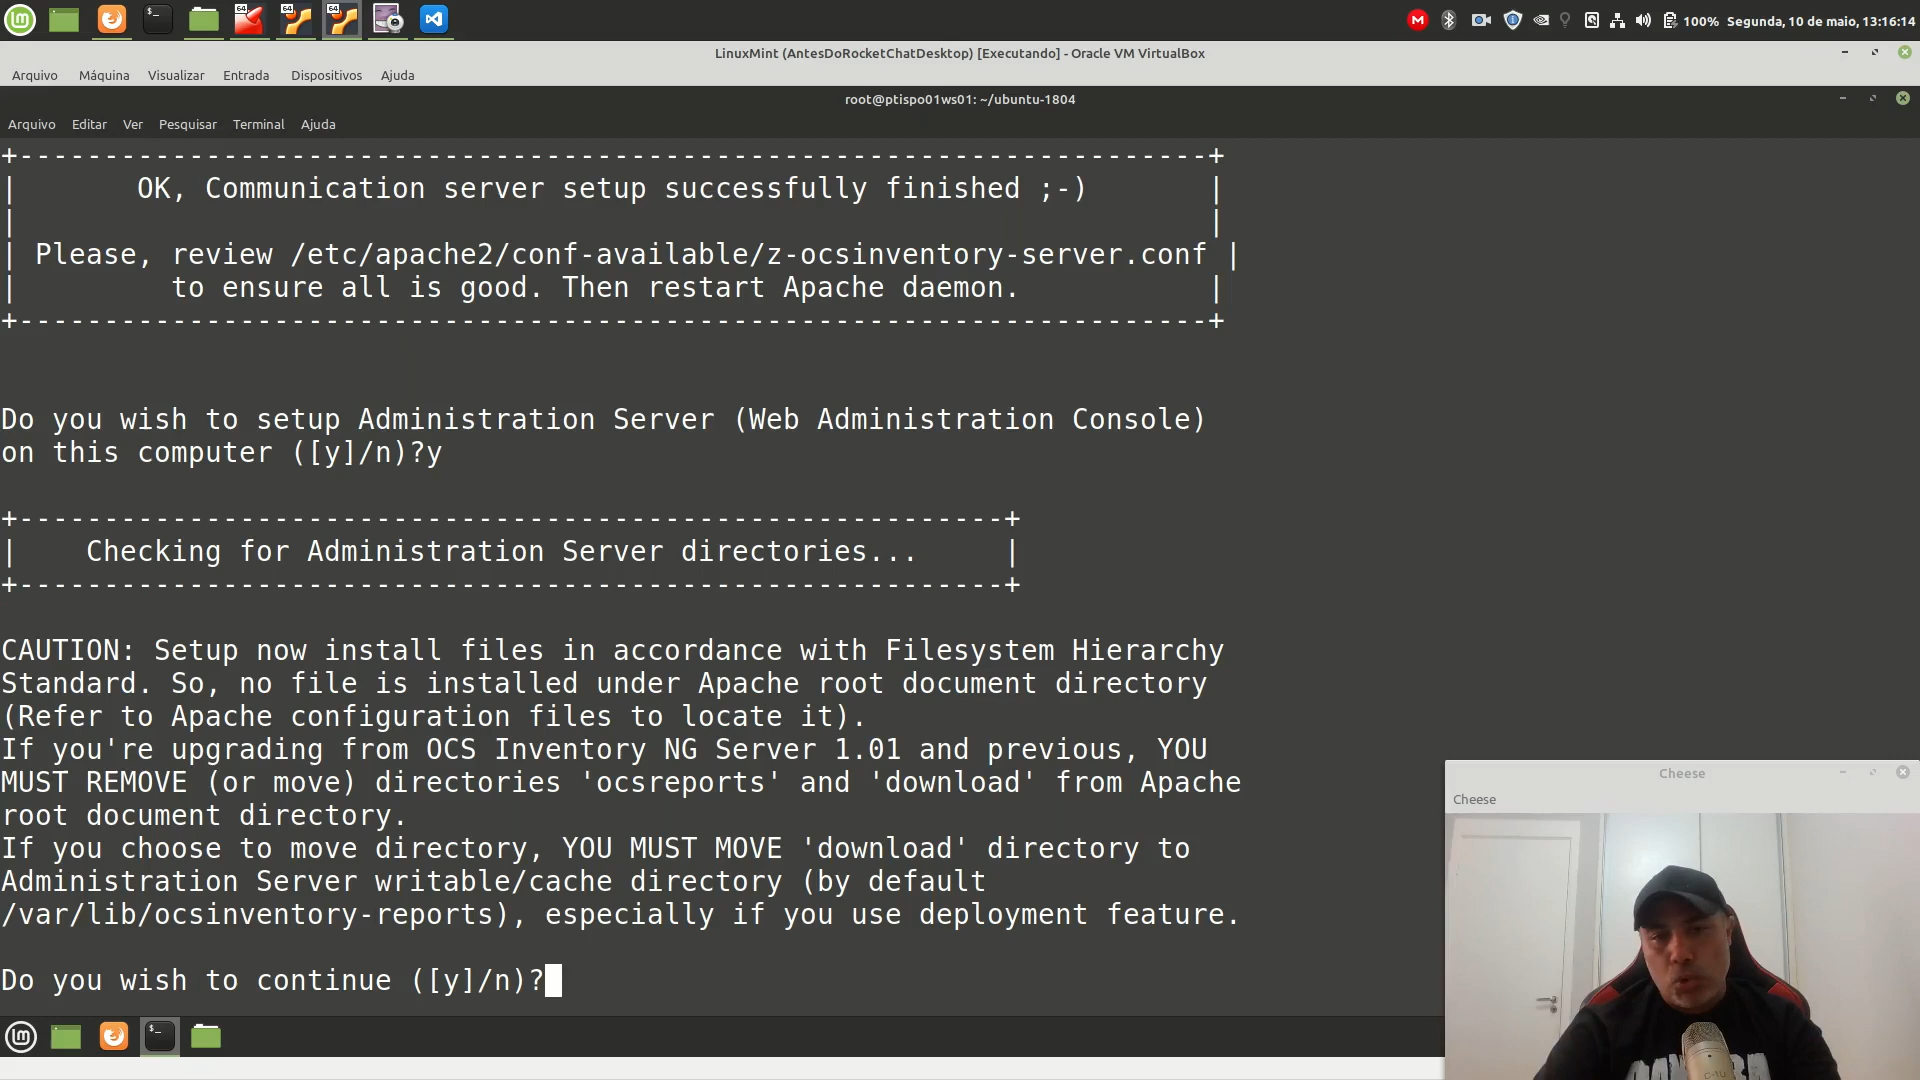 100% Segunda, 10 de maio, 13:16:14
LinuxMint (AntesDoRocketChatDesktop) [Executando] - Oracle VM VirtualBox
Arquivo Máquina Visualizar Entrada Dispositivos Ajuda
root@ptispo01ws01: ~/ubuntu-1804
Arquivo Editar Ver Pesquisar Terminal Ajuda
+----------------------------------------------------------------------+
| OK, Communication server setup successfully finished ;-) |
| |
| Please, review /etc/apache2/conf-available/z-ocsinventory-server.conf |
| to ensure all is good. Then restart Apache daemon. |
+----------------------------------------------------------------------+
Do you wish to setup Administration Server (Web Administration Console)
on this computer ([y]/n)?y
+----------------------------------------------------------+
| Checking for Administration Server directories... |
+----------------------------------------------------------+
CAUTION: Setup now install files in accordance with Filesystem Hierarchy
Standard. So, no file is installed under Apache root document directory
(Refer to Apache configuration files to locate it).
If you're upgrading from OCS Inventory NG Server 1.01 and previous, YOU
MUST REMOVE (or move) directories 'ocsreports' and 'download' from Apache
root document directory.
If you choose to move directory, YOU MUST MOVE 'download' directory to
Administration Server writable/cache directory (by default
/var/lib/ocsinventory-reports), especially if you use deployment feature.
Do you wish to continue ([y]/n)?
Cheese
Cheese